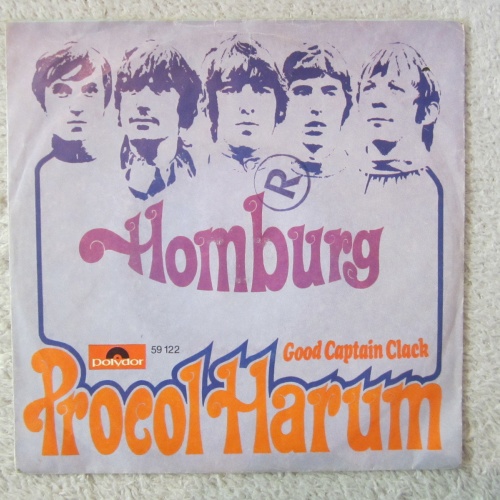 R
Homburg
Polydor 59 122
Good Captain Clack
Procol Harum